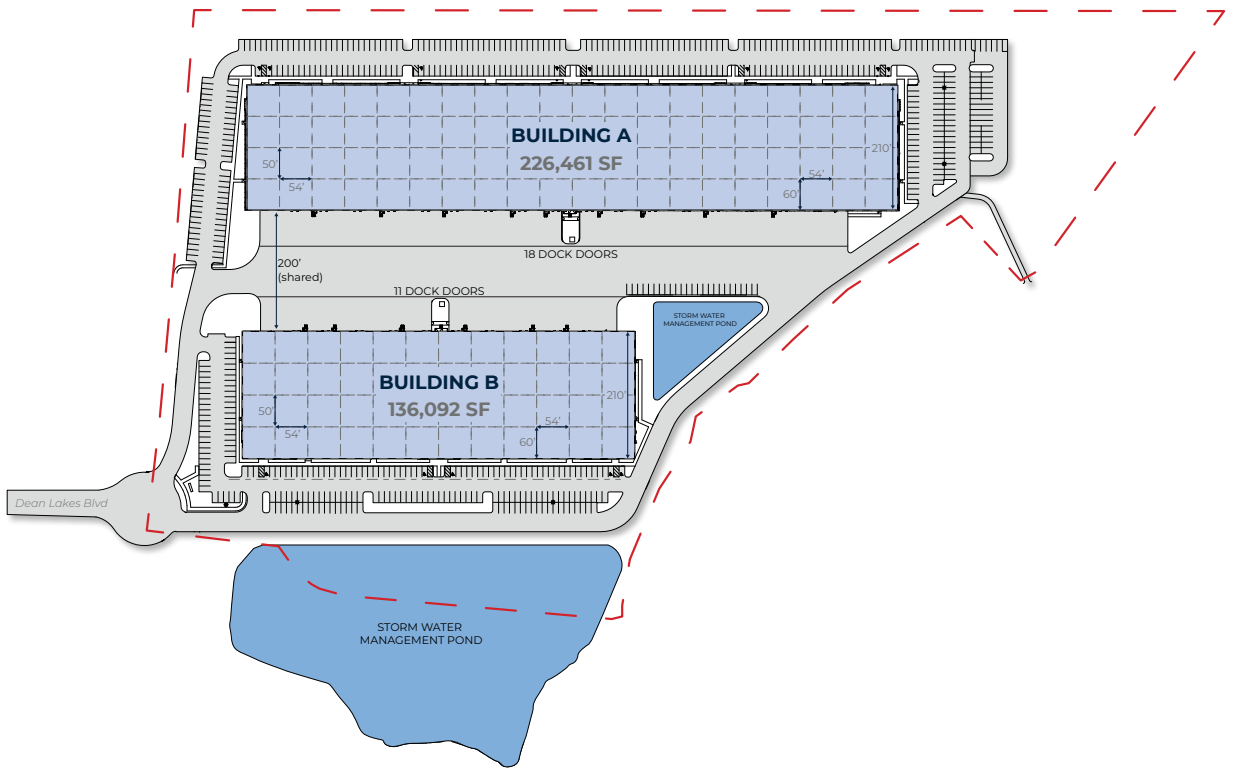 BUILDING A
226,461 SF
50'
54'
210'
54'
60'
18 DOCK DOORS
200'
(shared)
11 DOCK DOORS
STORM WATER
MANAGEMENT POND
BUILDING B
136,092 SF
50'
54'
210'
54'
60'
Dean Lakes Blvd
STORM WATER
MANAGEMENT POND